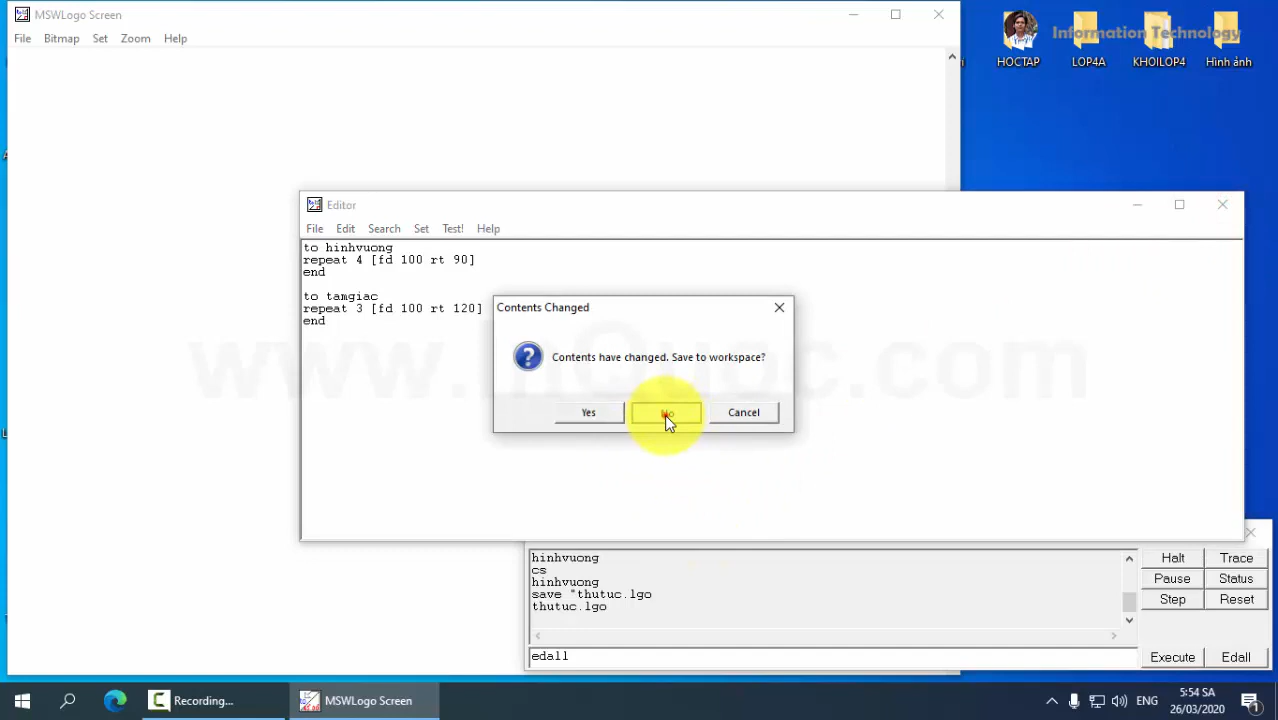 MSWLogo Screen
File Bitmap Set Zoom Help
Information Technology
HOCTAP LOP4A KHOILOP4 Hình ảnh
Editor
File Edit Search Set Test! Help
to hinhvuong
repeat 4 [fd 100 rt 90]
end
to tamgiac
repeat 3 [fd 100 rt 120]
end
Contents Changed
Contents have changed. Save to workspace?
Yes No Cancel
hinhvuong
cs
hinhvuong
save "thutuc.lgo
thutuc.lgo
edall
Halt Trace
Pause Status
Step Reset
Execute Edall
Recording...
MSWLogo Screen
ENG
5:54 SA
26/03/2020